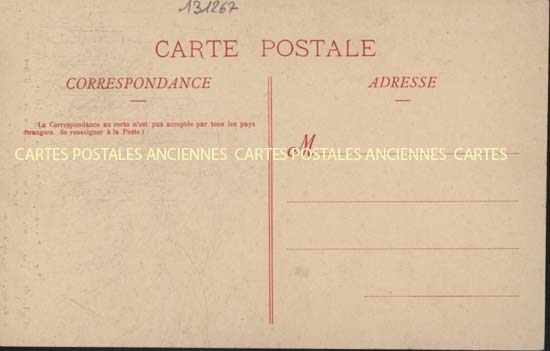 131267
CARTE POSTALE
CORRESPONDANCE
ADRESSE
(La Correspondance au recto n'est pas acceptée par tous les pays
étrangers. Se renseigner à la Poste)
CARTES POSTALES ANCIENNES CARTES POSTALES ANCIENNES CARTES
M